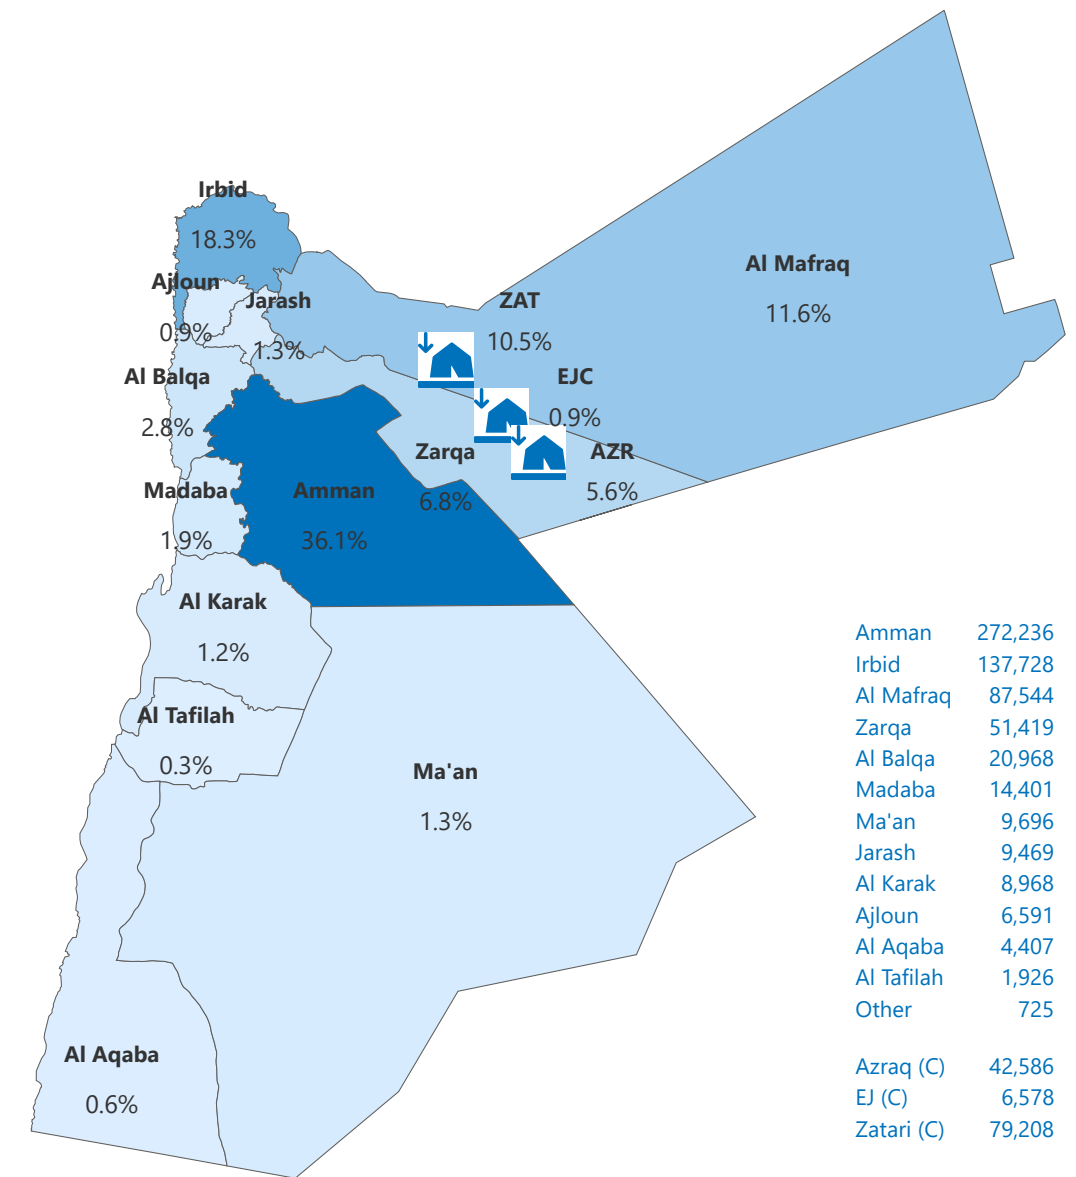 Irbid
18.3%
Ajloun
0.9%
Jarash
1.3%
ZAT
10.5%
Al Mafraq
11.6%
EJC
0.9%
Al Balqa
2.8%
Zarqa
6.8%
AZR
5.6%
Madaba
1.9%
Amman
36.1%
Al Karak
1.2%
Al Tafilah
0.3%
Ma'an
1.3%
Al Aqaba
0.6%
Amman 272,236
Irbid 137,728
Al Mafraq 87,544
Zarqa 51,419
Al Balqa 20,968
Madaba 14,401
Ma'an 9,696
Jarash 9,469
Al Karak 8,968
Ajloun 6,591
Al Aqaba 4,407
Al Tafilah 1,926
Other 725
Azraq (C) 42,586
EJ (C) 6,578
Zatari (C) 79,208